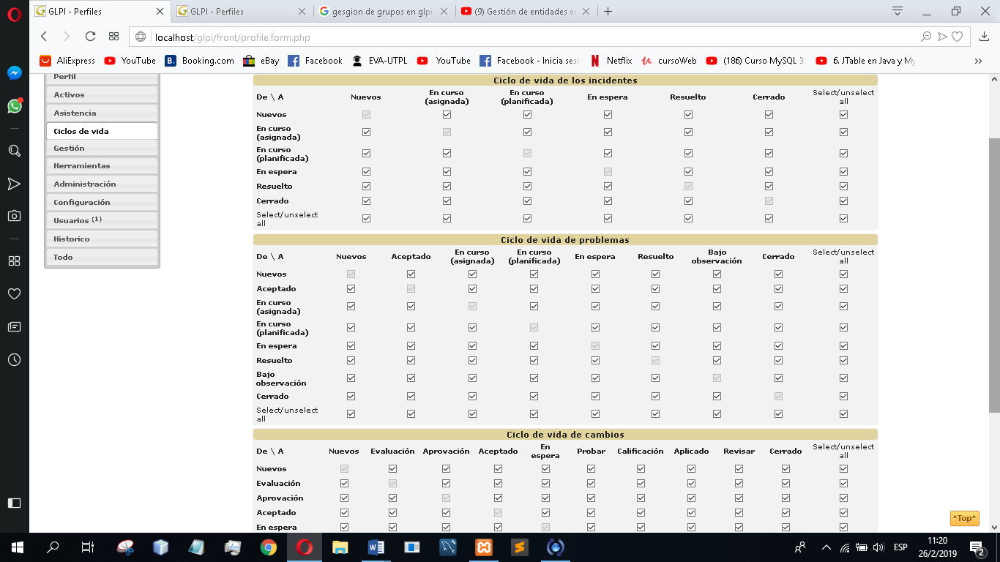 GLPI - Perfiles
GLPI - Perfiles
gesgion de grupos en glpi
(9) Gestión de entidades en
localhost/glpi/front/profile.form.php
AliExpress YouTube Booking.com eBay Facebook EVA-UTPL YouTube Facebook - Inicia sesi Netflix cursoWeb (186) Curso MySQL 3: 6. JTable en Java y My
Perfil
Activos
Asistencia
Ciclos de vida
Gestión
Herramientas
Administración
Configuración
Usuarios (1)
Historico
Todo
Ciclo de vida de los incidentes
De \ A Nuevos En curso (asignada) En curso (planificada) En espera Resuelto Cerrado Select/unselect all
Nuevos
En curso
(asignada)
En curso
(planificada)
En espera
Resuelto
Cerrado
Select/unselect
all
Ciclo de vida de problemas
De \ A Nuevos Aceptado En curso (asignada) En curso (planificada) En espera Resuelto Bajo observación Cerrado Select/unselect all
Nuevos
Aceptado
En curso
(asignada)
En curso
(planificada)
En espera
Resuelto
Bajo
observación
Cerrado
Select/unselect
all
Ciclo de vida de cambios
De \ A Nuevos Evaluación Aprovación Aceptado En espera Probar Calificación Aplicado Revisar Cerrado Select/unselect all
Nuevos
Evaluación
Aprovación
Aceptado
En espera
^Top^
ESP
11:20
26/2/2019
2